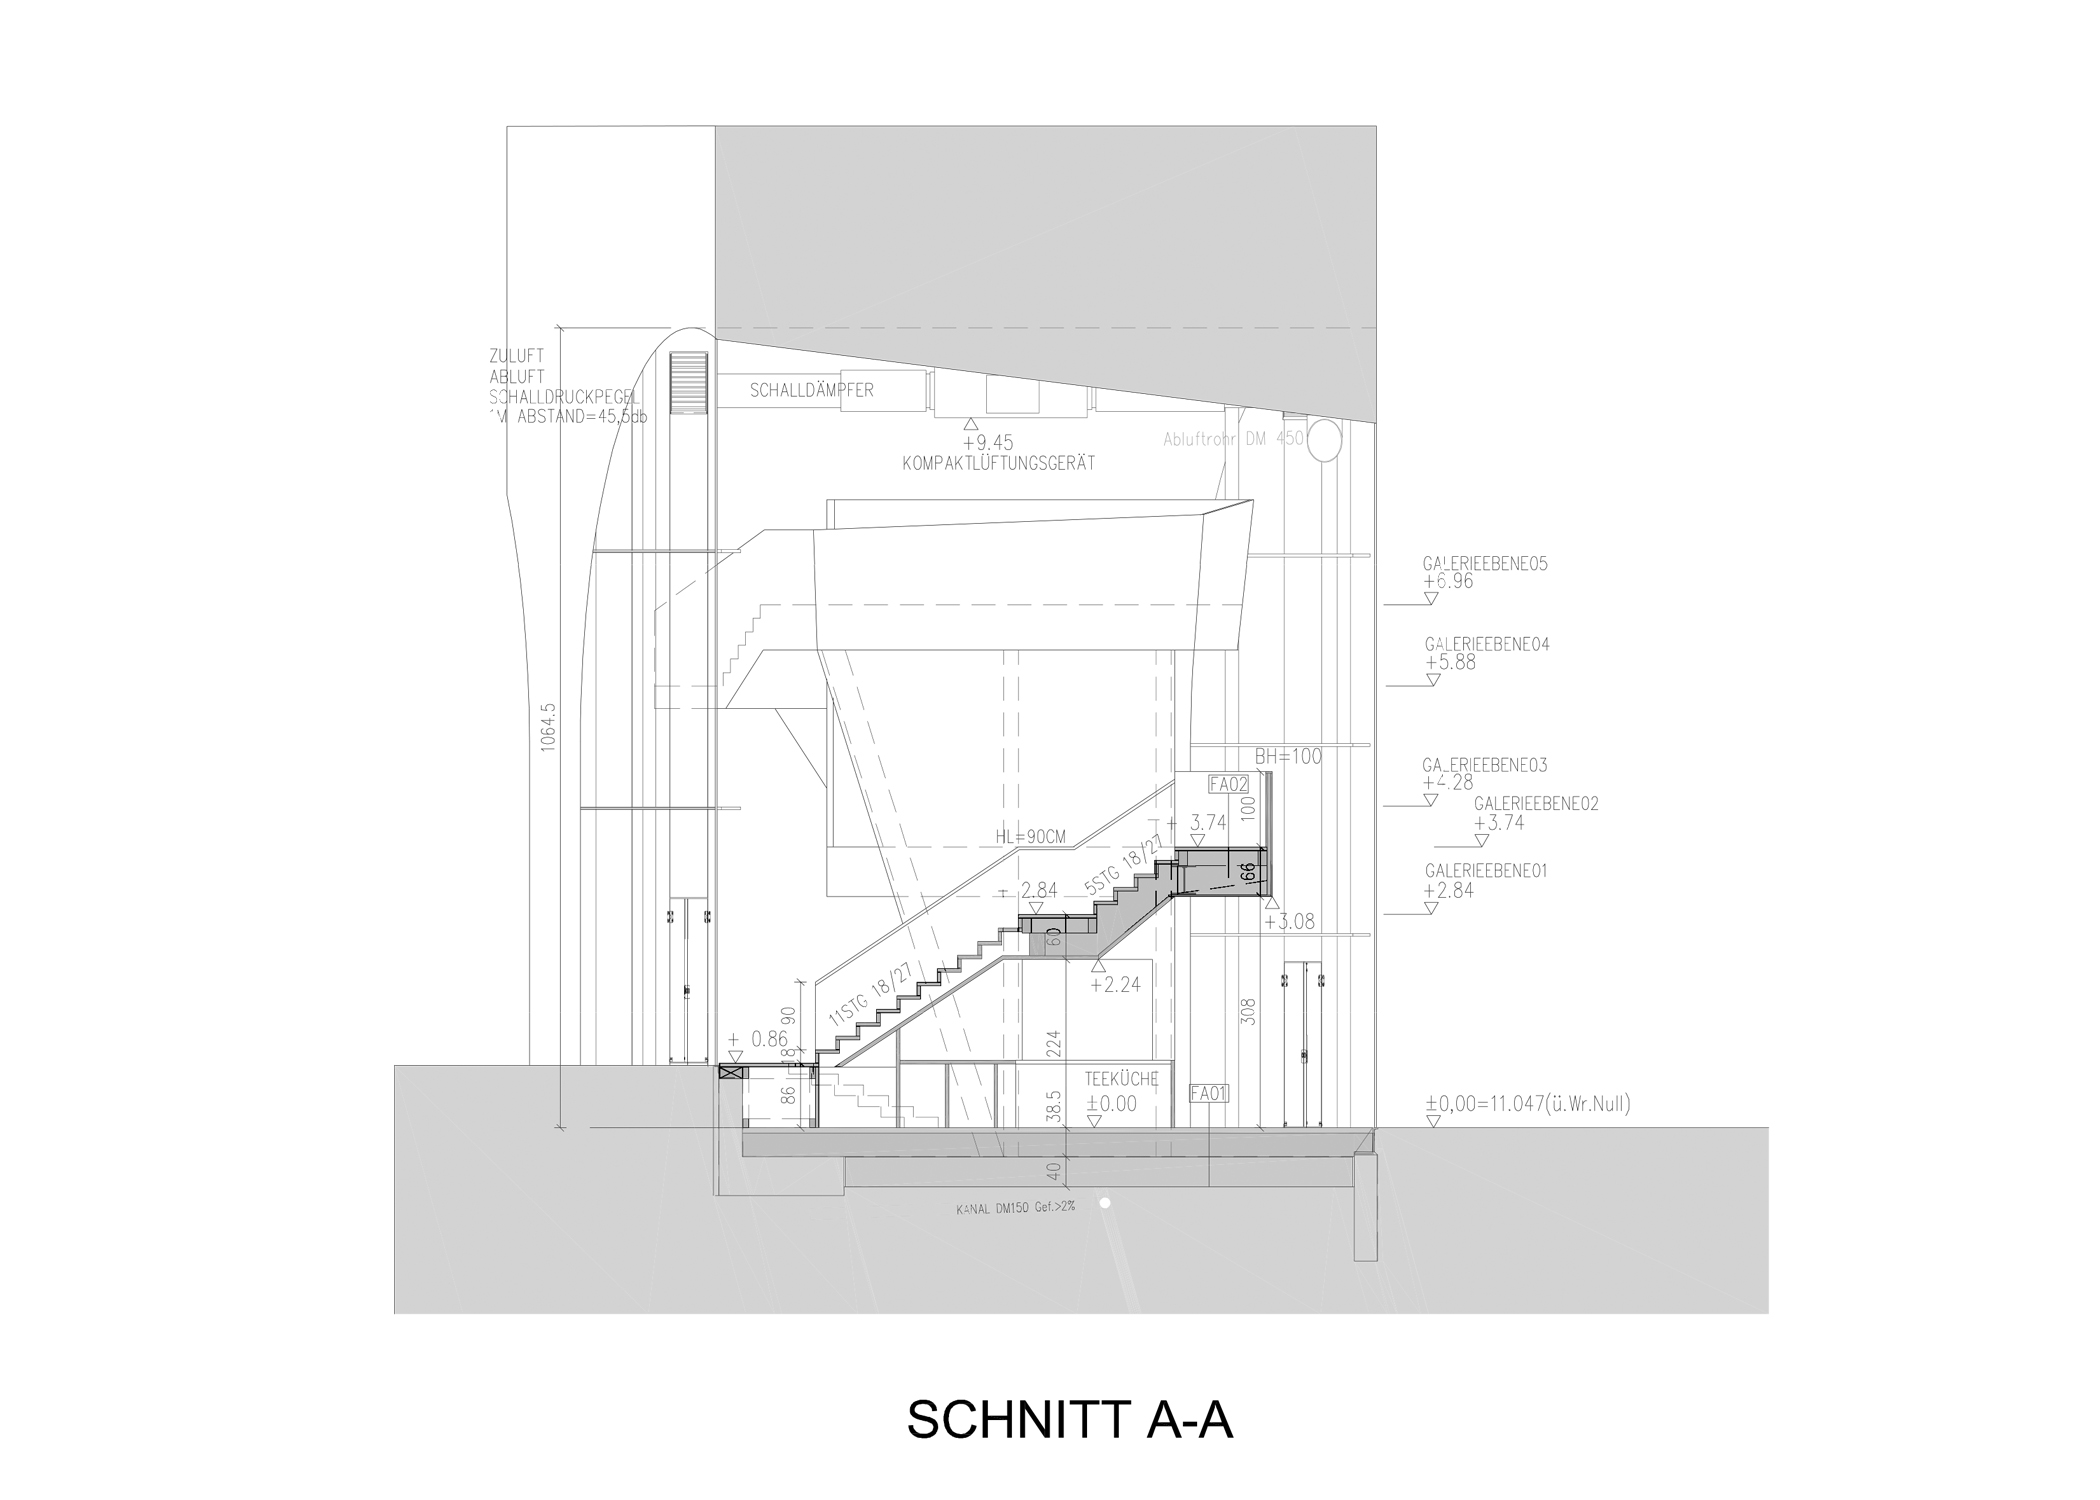 ZULUFT
ABLUFT
SCHALLDRUCKPEGEL
1M ABSTAND=45,5db
SCHALLDÄMPFER
+9.45
KOMPAKTLÜFTUNGSGERÄT
Abluftrohr DM 450
GALERIEEBENE05
+6.96
GALERIEEBENE04
+5.88
GALERIEEBENE03
+4.28
GALERIEEBENE02
+3.74
GALERIEEBENE01
+2.84
1064.5
BH=100
FA02
100
+ 3.74
HL=90CM
5STG 18/27
66
+ 2.84
60
+3.08
+2.24
11STG 18/27
90
+ 0.86
18
86
308
224
TEEKÜCHE
±0.00
38.5
FA01
±0,00=11.047(ü.Wr.Null)
40
KANAL DM150 Gef.>2%
SCHNITT A-A